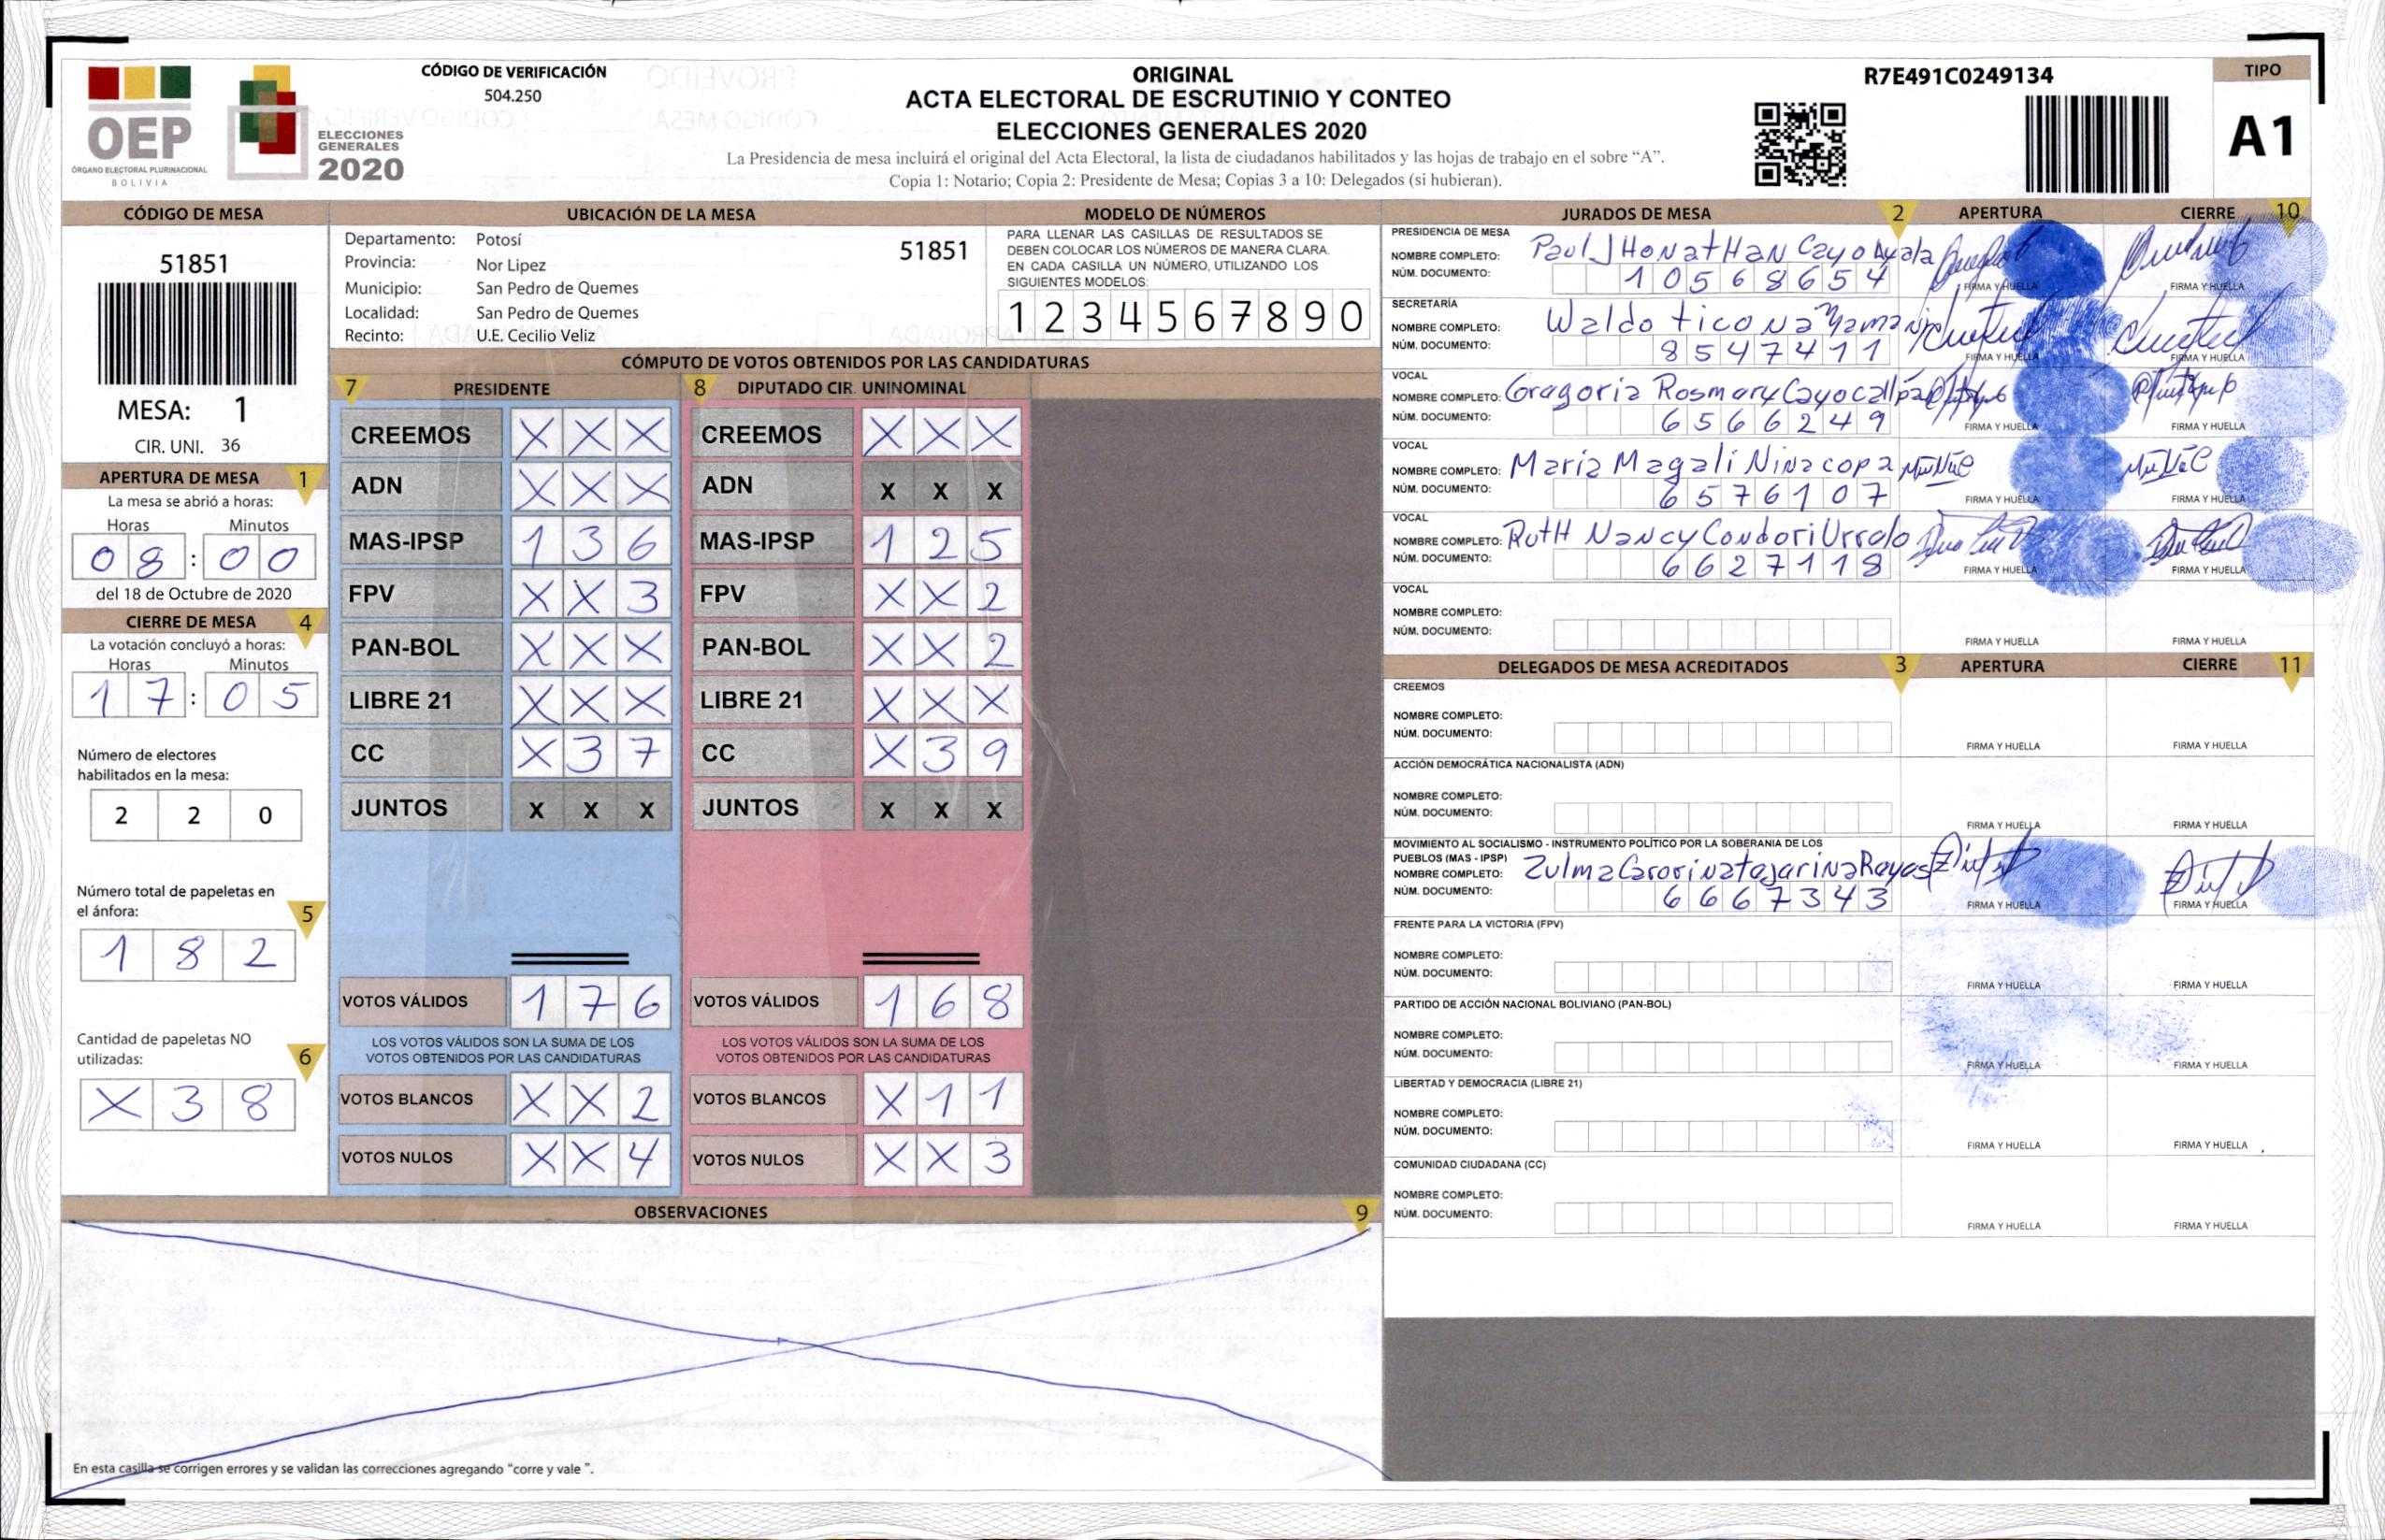 OEP
ÓRGANO ELECTORAL PLURINACIONAL
BOLIVIA
ELECCIONES
GENERALES
2020
CÓDIGO DE VERIFICACIÓN
504.250
ORIGINAL
ACTA ELECTORAL DE ESCRUTINIO Y CONTEO
ELECCIONES GENERALES 2020
La Presidencia de mesa incluirá el original del Acta Electoral, la lista de ciudadanos habilitados y las hojas de trabajo en el sobre “A”.
Copia 1: Notario; Copia 2: Presidente de Mesa; Copias 3 a 10: Delegados (si hubieran).
R7E491C0249134
TIPO
A1
CÓDIGO DE MESA
51851
MESA: 1
CIR. UNI. 36
APERTURA DE MESA 1
La mesa se abrió a horas:
Horas Minutos
08:00
del 18 de Octubre de 2020
CIERRE DE MESA 4
La votación concluyó a horas:
Horas Minutos
17:05
Número de electores
habilitados en la mesa:
2 2 0
Número total de papeletas en
el ánfora: 5
1 8 2
Cantidad de papeletas NO
utilizadas: 6
X 3 8
UBICACIÓN DE LA MESA
Departamento: Potosí 51851
Provincia: Nor Lipez
Municipio: San Pedro de Quemes
Localidad: San Pedro de Quemes
Recinto: U.E. Cecilio Veliz
MODELO DE NÚMEROS
PARA LLENAR LAS CASILLAS DE RESULTADOS SE
DEBEN COLOCAR LOS NÚMEROS DE MANERA CLARA.
EN CADA CASILLA UN NÚMERO, UTILIZANDO LOS
SIGUIENTES MODELOS:
1 2 3 4 5 6 7 8 9 0
CÓMPUTO DE VOTOS OBTENIDOS POR LAS CANDIDATURAS
7 PRESIDENTE 8 DIPUTADO CIR. UNINOMINAL
CREEMOS X X X CREEMOS X X X
ADN X X X ADN X X X
MAS-IPSP 1 3 6 MAS-IPSP 1 2 5
FPV X X 3 FPV X X 2
PAN-BOL X X X PAN-BOL X X 2
LIBRE 21 X X X LIBRE 21 X X X
CC X 3 7 CC X 3 9
JUNTOS X X X JUNTOS X X X
VOTOS VÁLIDOS 1 7 6 VOTOS VÁLIDOS 1 6 8
LOS VOTOS VÁLIDOS SON LA SUMA DE LOS LOS VOTOS VÁLIDOS SON LA SUMA DE LOS
VOTOS OBTENIDOS POR LAS CANDIDATURAS VOTOS OBTENIDOS POR LAS CANDIDATURAS
VOTOS BLANCOS X X 2 VOTOS BLANCOS X 1 1
VOTOS NULOS X X 4 VOTOS NULOS X X 3
OBSERVACIONES 9
En esta casilla se corrigen errores y se validan las correcciones agregando “corre y vale ”.
JURADOS DE MESA 2 APERTURA CIERRE 10
PRESIDENCIA DE MESA
NOMBRE COMPLETO: Paul JHonatHan Cayo Ayala
NÚM. DOCUMENTO: 10568654 FIRMA Y HUELLA FIRMA Y HUELLA
SECRETARÍA
NOMBRE COMPLETO: Waldo tico
NÚM. DOCUMENTO: 8547411 FIRMA Y HUELLA FIRMA Y HUELLA
VOCAL
NOMBRE COMPLETO: Gragoria Rosmary Cayo
NÚM. DOCUMENTO: 6566249 FIRMA Y HUELLA FIRMA Y HUELLA
VOCAL
NOMBRE COMPLETO: Maria Magali Nina copa
NÚM. DOCUMENTO: 6576107 FIRMA Y HUELLA FIRMA Y HUELLA
VOCAL
NOMBRE COMPLETO: RutH Nancy Condori Urralo
NÚM. DOCUMENTO: 6627118 FIRMA Y HUELLA FIRMA Y HUELLA
VOCAL
NOMBRE COMPLETO:
NÚM. DOCUMENTO: FIRMA Y HUELLA FIRMA Y HUELLA
DELEGADOS DE MESA ACREDITADOS 3 APERTURA CIERRE 11
CREEMOS
NOMBRE COMPLETO:
NÚM. DOCUMENTO: FIRMA Y HUELLA FIRMA Y HUELLA
ACCIÓN DEMOCRÁTICA NACIONALISTA (ADN)
NOMBRE COMPLETO:
NÚM. DOCUMENTO: FIRMA Y HUELLA FIRMA Y HUELLA
MOVIMIENTO AL SOCIALISMO - INSTRUMENTO POLÍTICO POR LA SOBERANIA DE LOS
PUEBLOS (MAS - IPSP)
NOMBRE COMPLETO: Zulma
NÚM. DOCUMENTO: 6667343 FIRMA Y HUELLA FIRMA Y HUELLA
FRENTE PARA LA VICTORIA (FPV)
NOMBRE COMPLETO:
NÚM. DOCUMENTO: FIRMA Y HUELLA FIRMA Y HUELLA
PARTIDO DE ACCIÓN NACIONAL BOLIVIANO (PAN-BOL)
NOMBRE COMPLETO:
NÚM. DOCUMENTO: FIRMA Y HUELLA FIRMA Y HUELLA
LIBERTAD Y DEMOCRACIA (LIBRE 21)
NOMBRE COMPLETO:
NÚM. DOCUMENTO: FIRMA Y HUELLA FIRMA Y HUELLA
COMUNIDAD CIUDADANA (CC)
NOMBRE COMPLETO:
NÚM. DOCUMENTO: FIRMA Y HUELLA FIRMA Y HUELLA